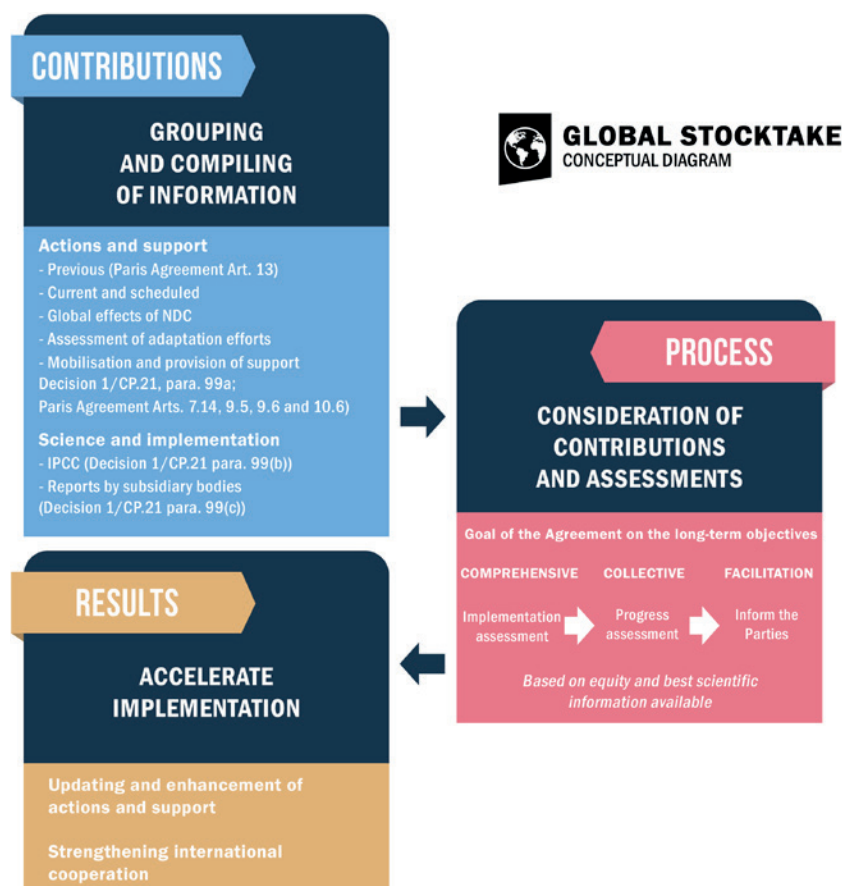 CONTRIBUTIONS
GROUPING
AND COMPILING
OF INFORMATION
Actions and support
- Previous (Paris Agreement Art. 13)
- Current and scheduled
- Global effects of NDC
- Assessment of adaptation efforts
- Mobilisation and provision of support
Decision 1/CP.21, para. 99a;
Paris Agreement Arts. 7.14, 9.5, 9.6 and 10.6)
Science and implementation
- IPCC (Decision 1/CP.21 para. 99(b))
- Reports by subsidiary bodies
(Decision 1/CP.21 para. 99(c))
GLOBAL STOCKTAKE
CONCEPTUAL DIAGRAM
PROCESS
CONSIDERATION OF
CONTRIBUTIONS
AND ASSESSMENTS
Goal of the Agreement on the long-term objectives
COMPREHENSIVE COLLECTIVE FACILITATION
Implementation assessment
Progress assessment
Inform the Parties
Based on equity and best scientific
information available
RESULTS
ACCELERATE
IMPLEMENTATION
Updating and enhancement of
actions and support
Strengthening international
cooperation